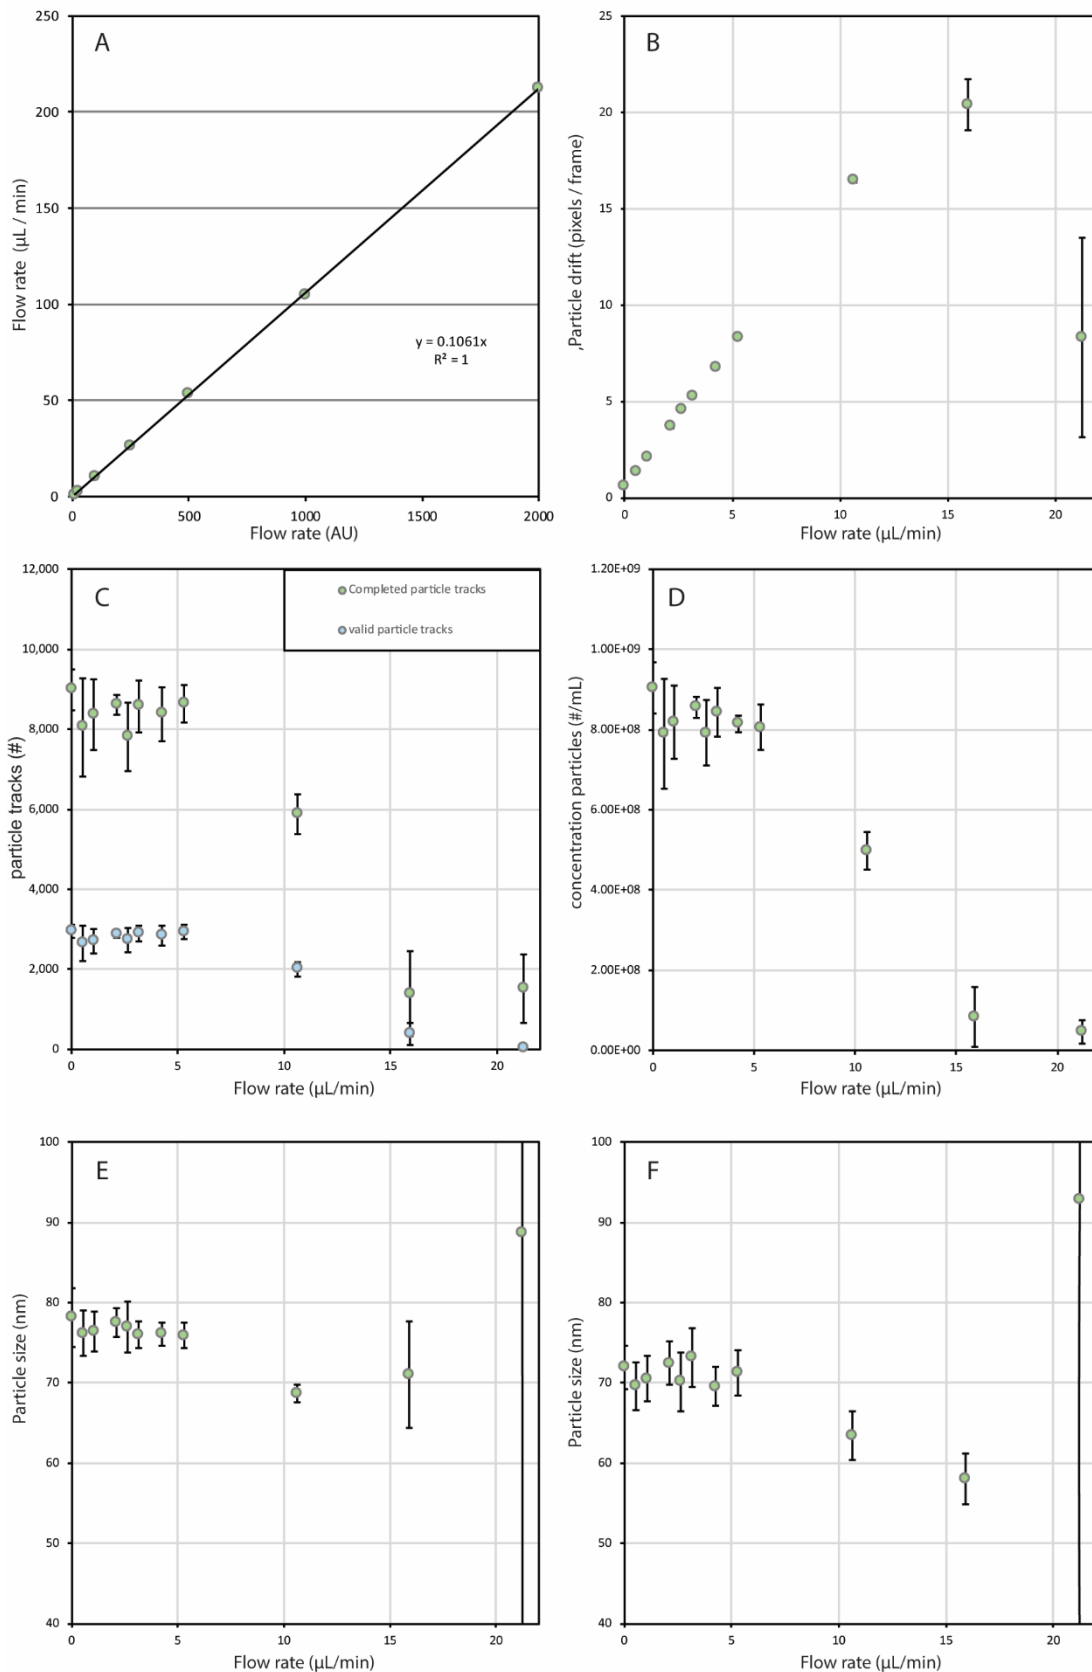 A
250
200
150
100
50
0
Flow rate (µL / min)
y = 0.1061x
R² = 1
0 500 1000 1500 2000
Flow rate (AU)
B
25
20
15
10
5
0
,Particle drift (pixels / frame)
0 5 10 15 20
Flow rate (µL/min)
C
12,000
10,000
8,000
6,000
4,000
2,000
0
particle tracks (#)
Completed particle tracks
valid particle tracks
0 5 10 15 20
Flow rate (µL/min)
D
1.20E+09
1.00E+09
8.00E+08
6.00E+08
4.00E+08
2.00E+08
0.00E+00
concentration particles (#/mL)
0 5 10 15 20
Flow rate (µL/min)
E
100
90
80
70
60
50
40
Particle size (nm)
0 5 10 15 20
Flow rate (µL/min)
F
100
90
80
70
60
50
40
Particle size (nm)
0 5 10 15 20
Flow rate (µL/min)